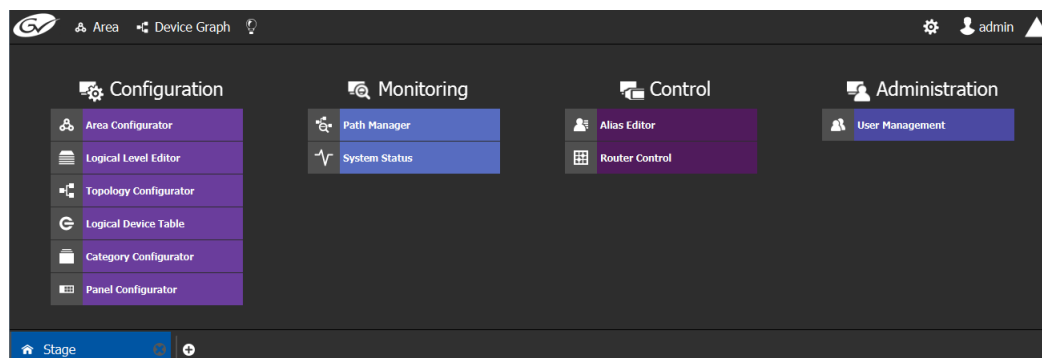 GV Area Device Graph admin
Configuration Monitoring Control Administration
Area Configurator Path Manager Alias Editor User Management
Logical Level Editor System Status Router Control
Topology Configurator
Logical Device Table
Category Configurator
Panel Configurator
Stage